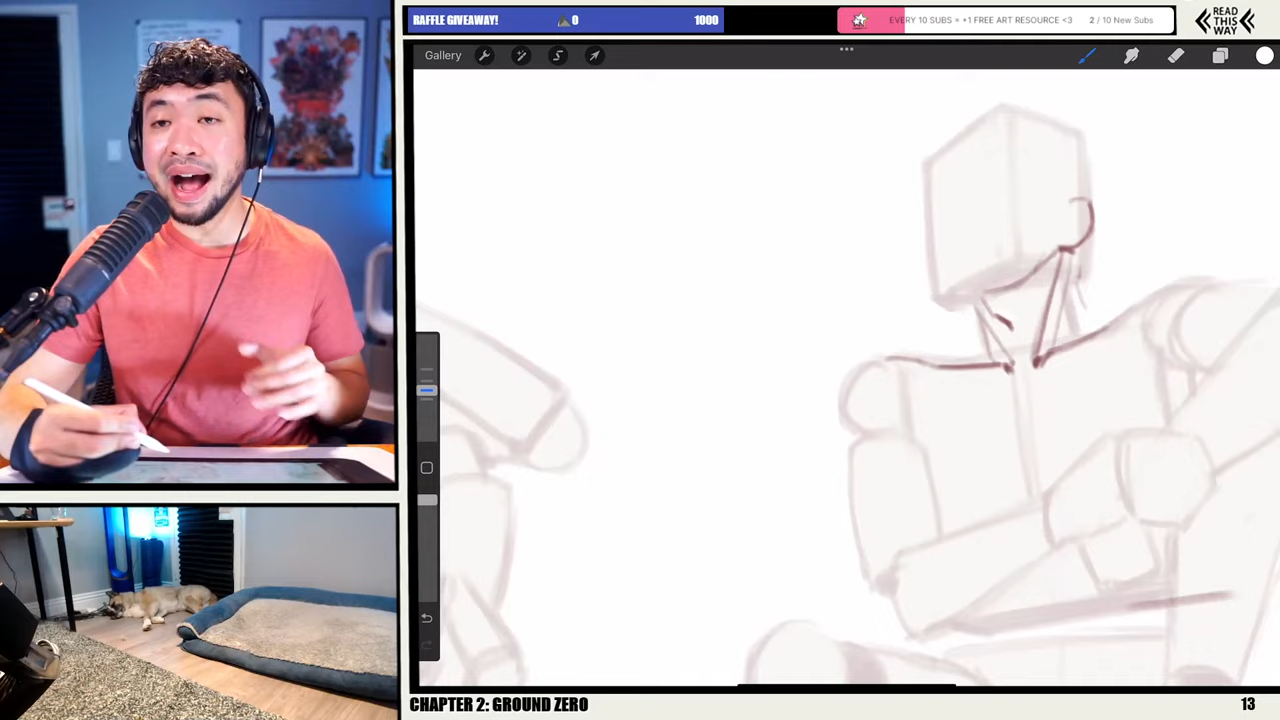 RAFFLE GIVEAWAY! 0 1000
EVERY 10 SUBS = +1 FREE ART RESOURCE <3 2 / 10 New Subs
READ
THIS
WAY
Gallery
CHAPTER 2: GROUND ZERO
13